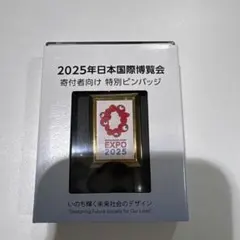 2025年日本国際博覧会
寄付者向け 特別ピンバッジ
EXPO
2025
いのち輝く未来社会のデザイン
"Designing Future Society for Our Lives"